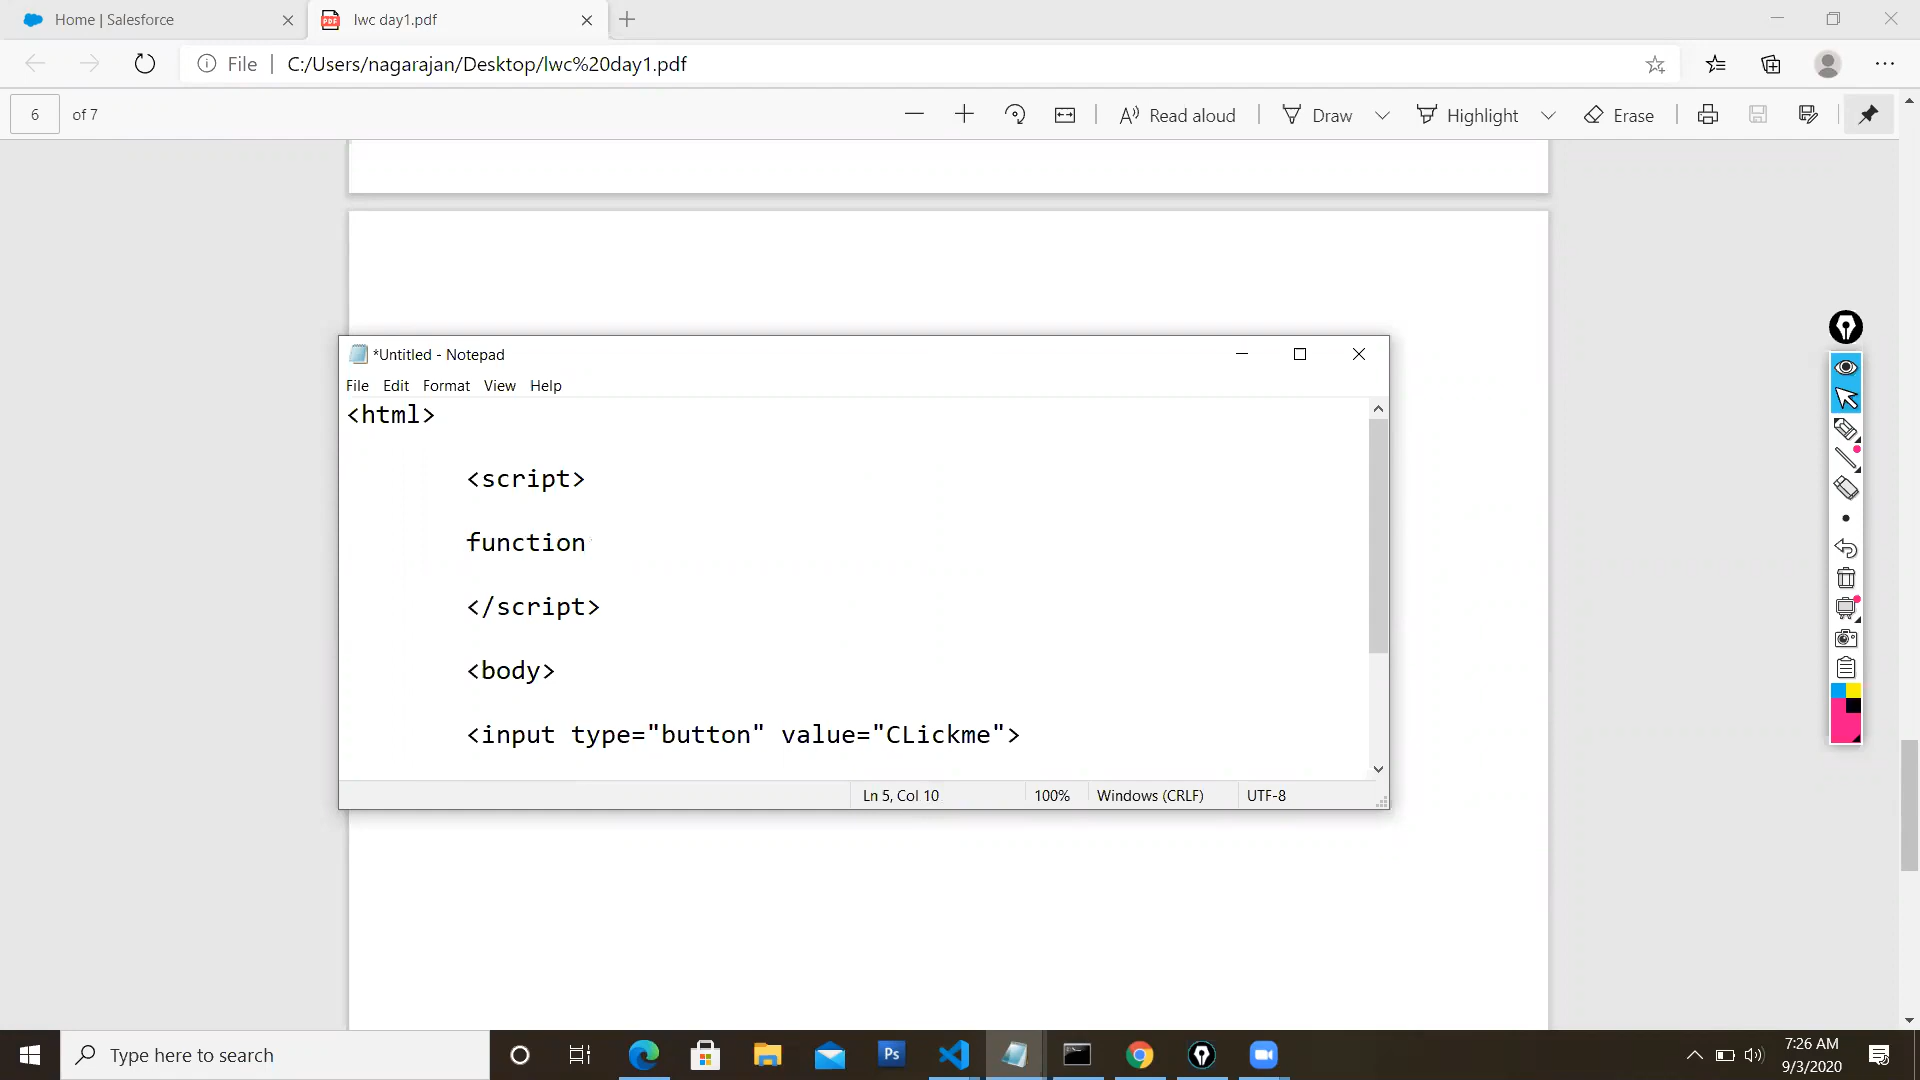 Home | Salesforce
lwc day1.pdf
File
C:/Users/nagarajan/Desktop/lwc%20day1.pdf
6 of 7
Read aloud
Draw
Highlight
Erase
*Untitled - Notepad
File Edit Format View Help
<html>
<script>
function
</script>
<body>
<input type="button" value="CLickme">
Ln 5, Col 10
100%
Windows (CRLF)
UTF-8
Type here to search
Ps
7:26 AM
9/3/2020